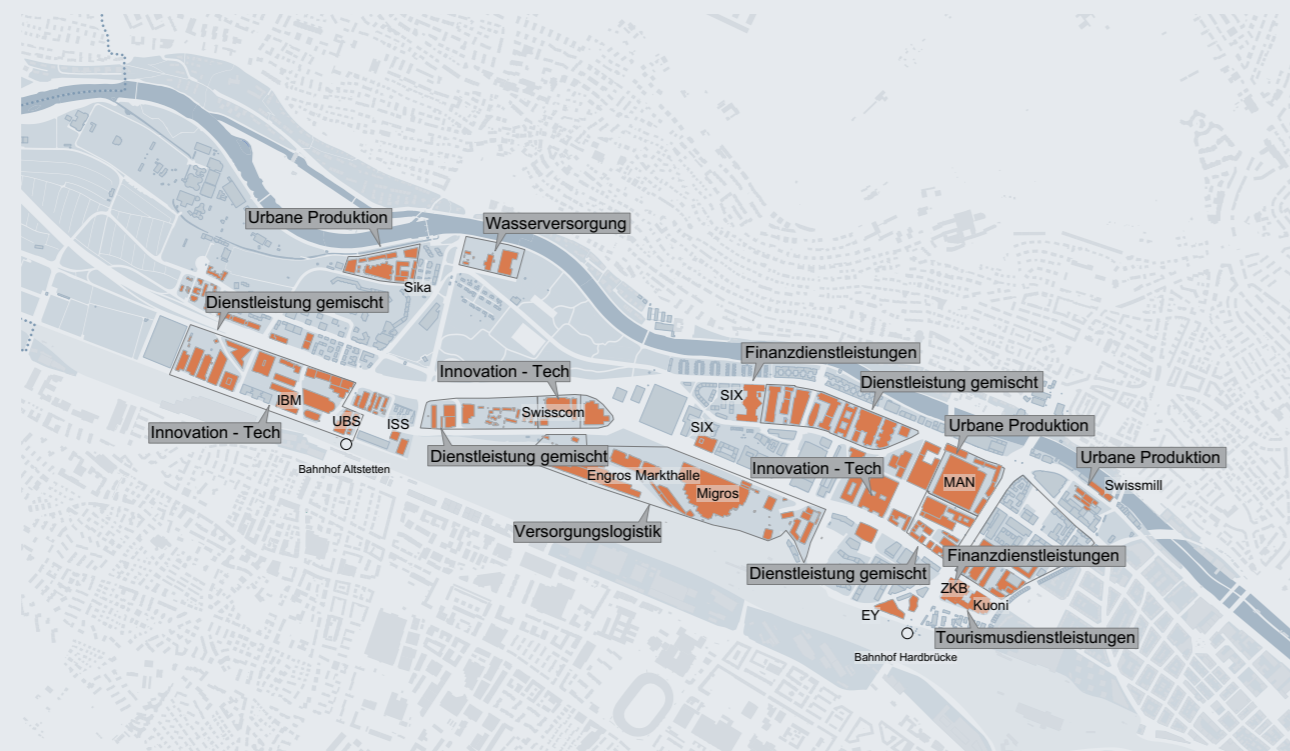 Urbane Produktion
Wasserversorgung
Sika
Dienstleistung gemischt
Finanzdienstleistungen
Innovation - Tech
Dienstleistung gemischt
SIX
IBM
Swisscom
UBS
ISS
SIX
Urbane Produktion
Innovation - Tech
Dienstleistung gemischt
Urbane Produktion
Bahnhof Altstetten
Engros Markthalle
Innovation - Tech
Swissmill
MAN
Migros
Versorgungslogistik
Finanzdienstleistungen
Dienstleistung gemischt
ZKB
Kuoni
EY
Tourismusdienstleistungen
Bahnhof Hardbrücke